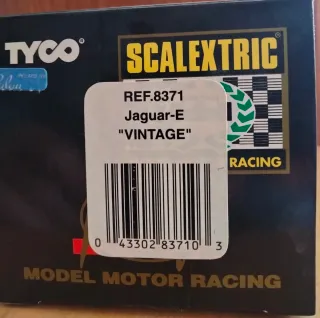 TYCO®
SCALEXTRIC
REF.8371
Jaguar-E
"VINTAGE"
RACING
0 43302 83710 3
MODEL MOTOR RACING